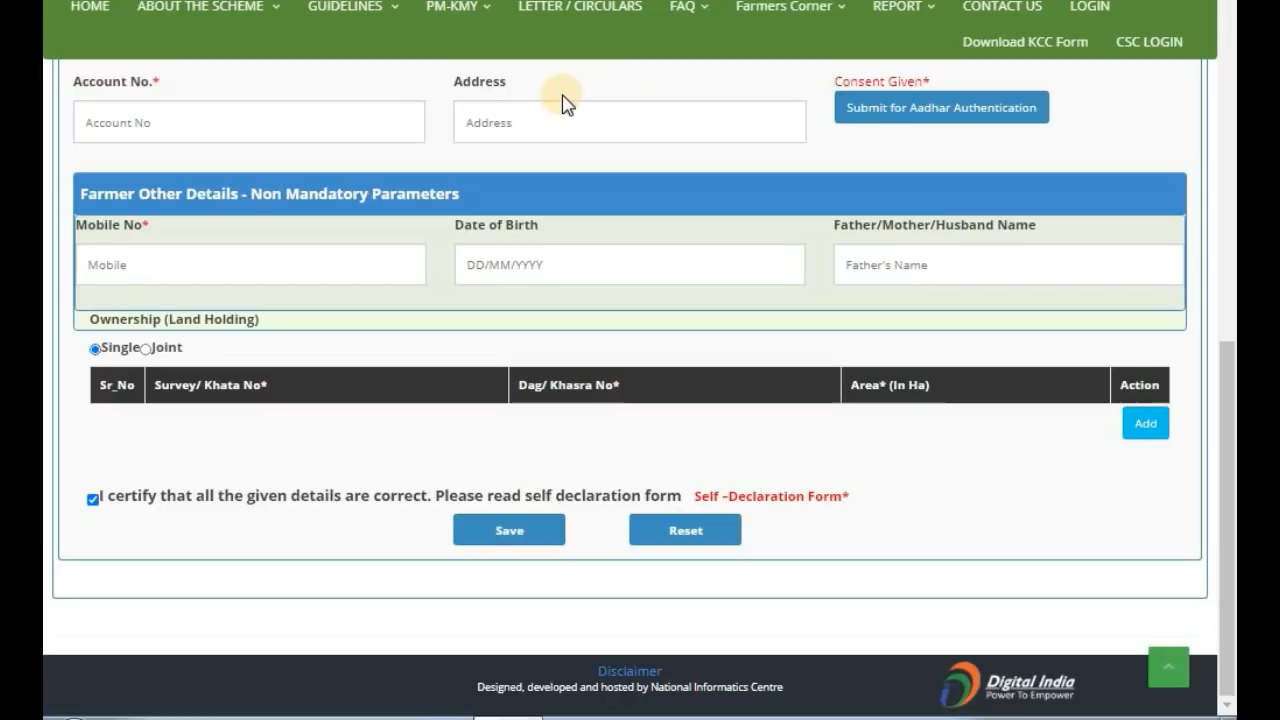 HOME ABOUT THE SCHEME GUIDELINES PM-KMY LETTER / CIRCULARS FAQ Farmers Corner REPORT CONTACT US LOGIN
Download KCC Form CSC LOGIN
Account No.* Address Consent Given*
Account No Address Submit for Aadhar Authentication
Farmer Other Details - Non Mandatory Parameters
Mobile No* Date of Birth Father/Mother/Husband Name
Mobile DD/MM/YYYY Father's Name
Ownership (Land Holding)
Single Joint
Sr_No Survey/ Khata No* Dag/ Khasra No* Area* (In Ha) Action
Add
I certify that all the given details are correct. Please read self declaration form Self –Declaration Form*
Save Reset
Disclaimer
Designed, developed and hosted by National Informatics Centre
Digital India
Power To Empower